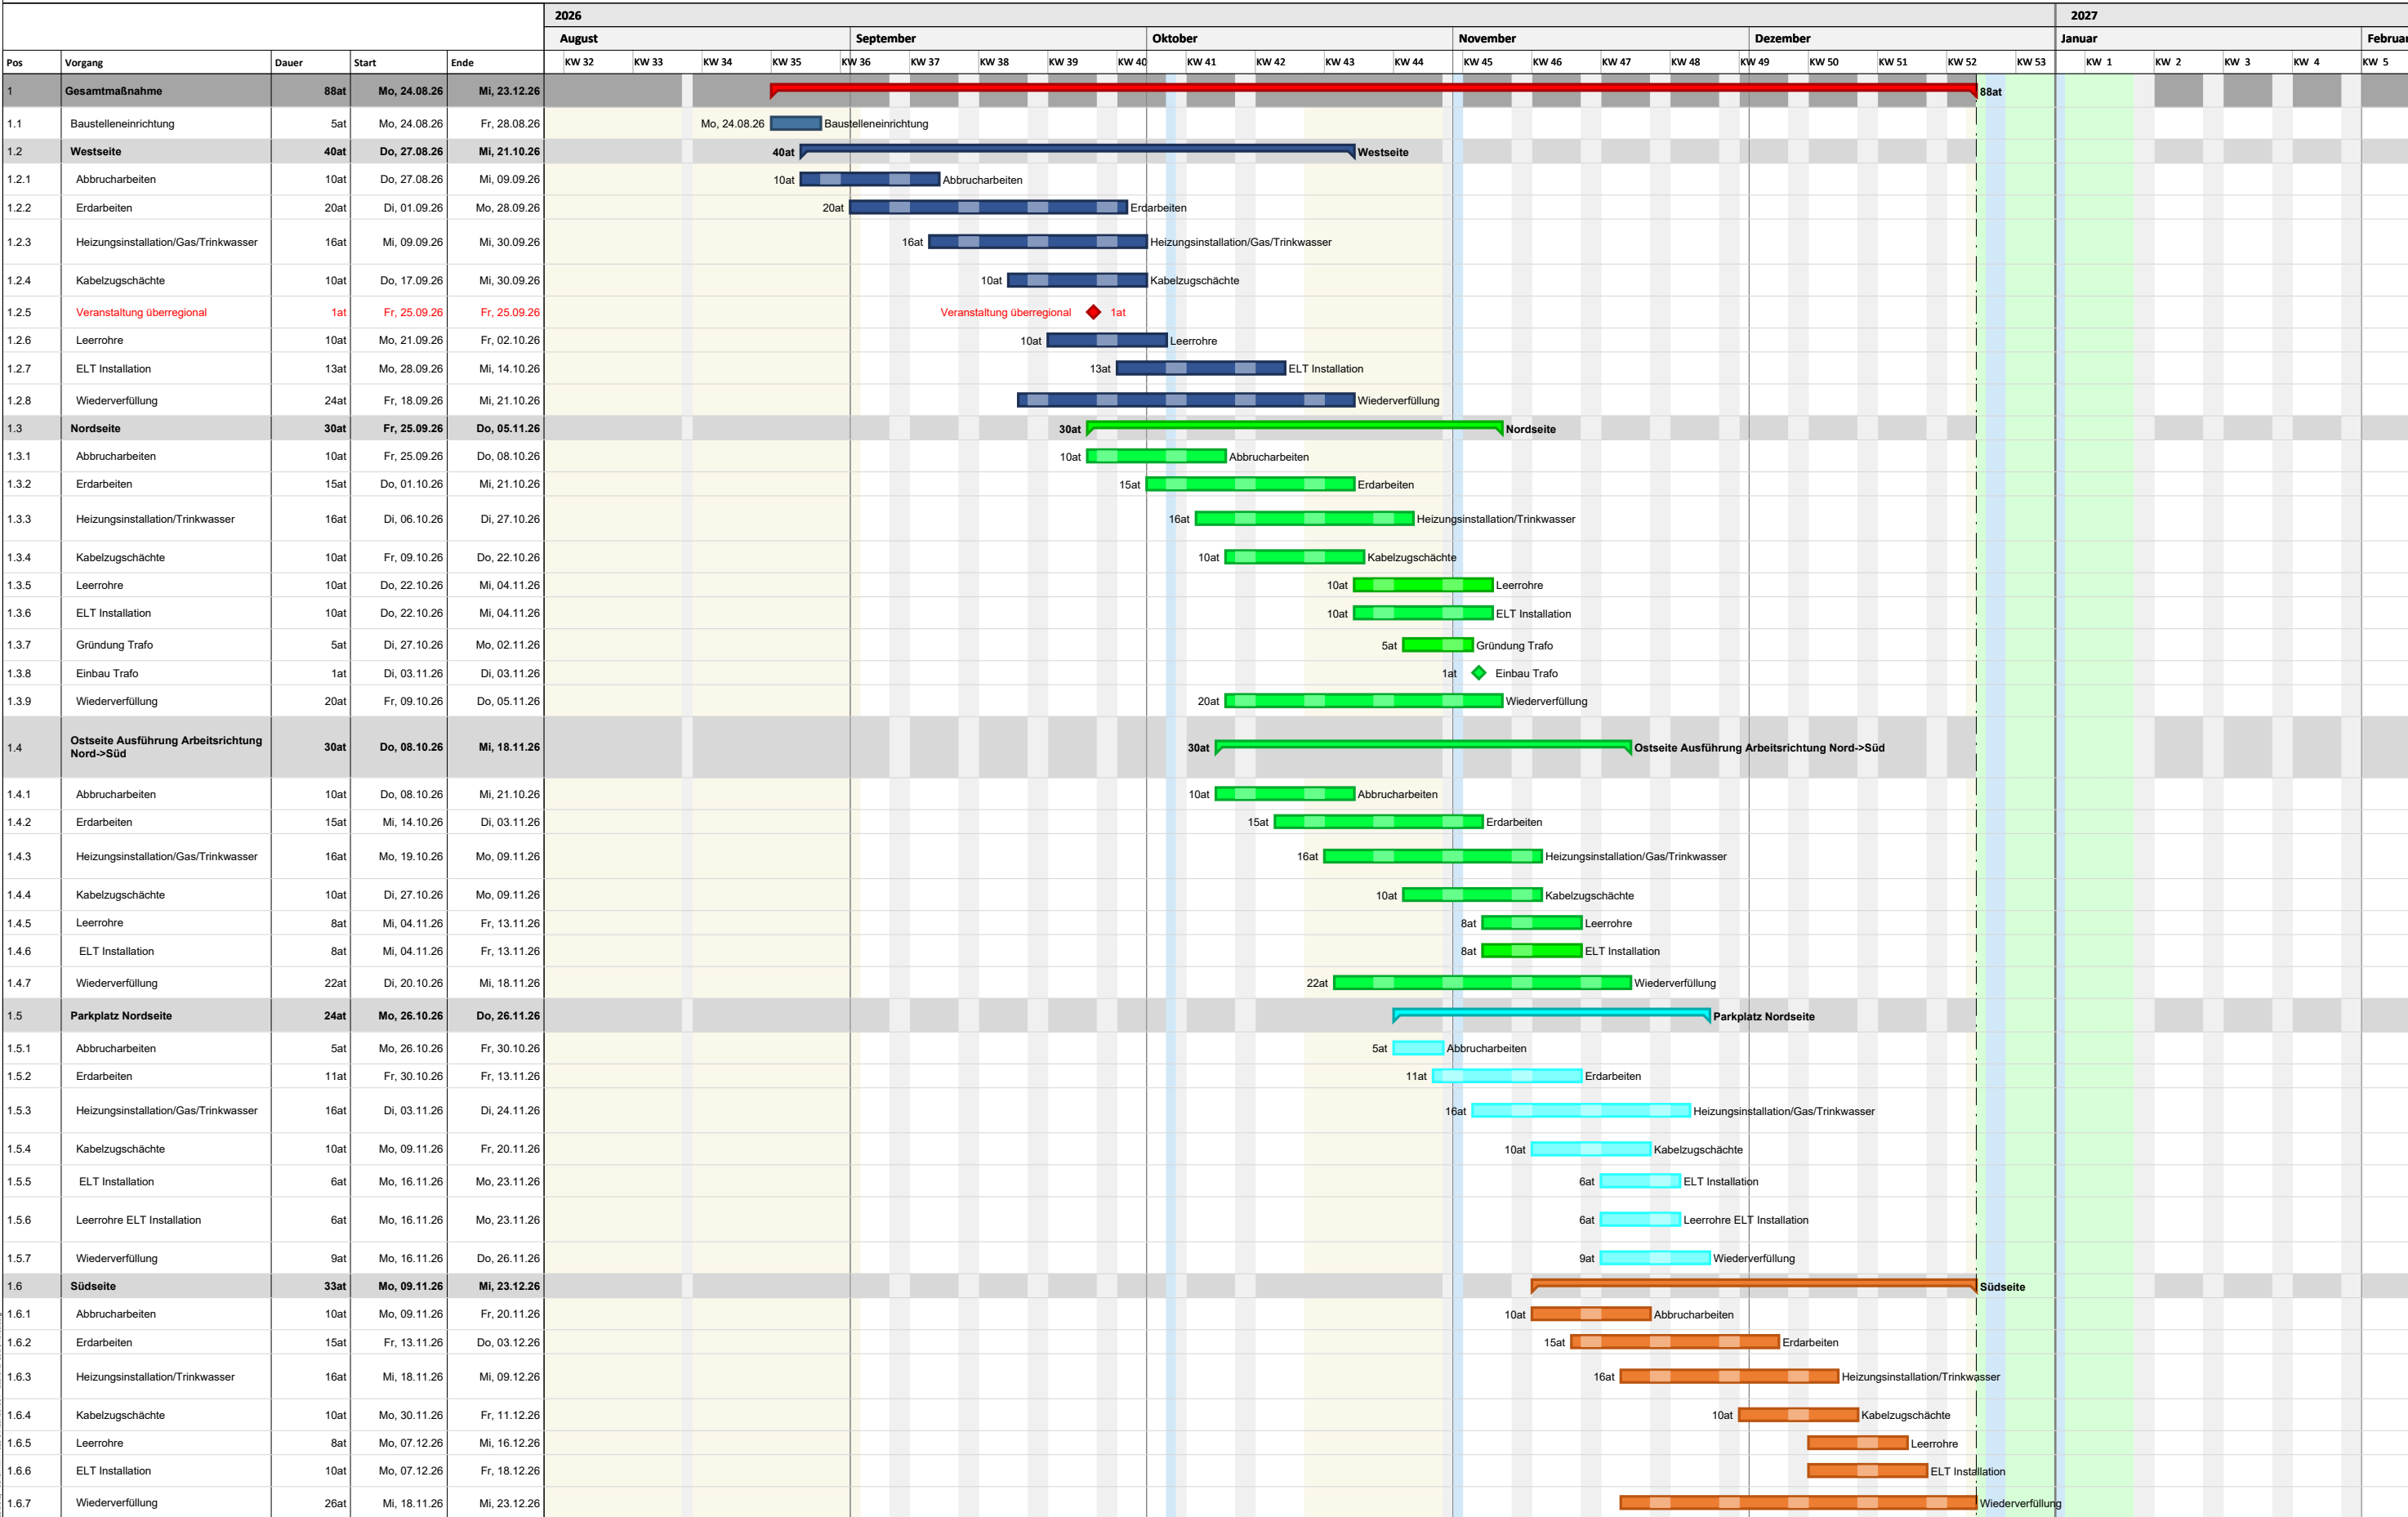 2026 2027
August September Oktober November Dezember Januar Februar
Pos Vorgang Dauer Start Ende KW 32 KW 33 KW 34 KW 35 KW 36 KW 37 KW 38 KW 39 KW 40 KW 41 KW 42 KW 43 KW 44 KW 45 KW 46 KW 47 KW 48 KW 49 KW 50 KW 51 KW 52 KW 53 KW 1 KW 2 KW 3 KW 4 KW 5
1 Gesamtmaßnahme 88at Mo, 24.08.26 Mi, 23.12.26 88at
1.1 Baustelleneinrichtung 5at Mo, 24.08.26 Fr, 28.08.26 Mo, 24.08.26 Baustelleneinrichtung
1.2 Westseite 40at Do, 27.08.26 Mi, 21.10.26 40at Westseite
1.2.1 Abbrucharbeiten 10at Do, 27.08.26 Mi, 09.09.26 10at Abbrucharbeiten
1.2.2 Erdarbeiten 20at Di, 01.09.26 Mo, 28.09.26 20at Erdarbeiten
1.2.3 Heizungsinstallation/Gas/Trinkwasser 16at Mi, 09.09.26 Mi, 30.09.26 16at Heizungsinstallation/Gas/Trinkwasser
1.2.4 Kabelzugschächte 10at Do, 17.09.26 Mi, 30.09.26 10at Kabelzugschächte
1.2.5 Veranstaltung überregional 1at Fr, 25.09.26 Fr, 25.09.26 Veranstaltung überregional 1at
1.2.6 Leerrohre 10at Mo, 21.09.26 Fr, 02.10.26 10at Leerrohre
1.2.7 ELT Installation 13at Mo, 28.09.26 Mi, 14.10.26 13at ELT Installation
1.2.8 Wiederverfüllung 24at Fr, 18.09.26 Mi, 21.10.26 Wiederverfüllung
1.3 Nordseite 30at Fr, 25.09.26 Do, 05.11.26 30at Nordseite
1.3.1 Abbrucharbeiten 10at Fr, 25.09.26 Do, 08.10.26 10at Abbrucharbeiten
1.3.2 Erdarbeiten 15at Do, 01.10.26 Mi, 21.10.26 15at Erdarbeiten
1.3.3 Heizungsinstallation/Trinkwasser 16at Di, 06.10.26 Di, 27.10.26 16at Heizungsinstallation/Trinkwasser
1.3.4 Kabelzugschächte 10at Fr, 09.10.26 Do, 22.10.26 10at Kabelzugschächte
1.3.5 Leerrohre 10at Do, 22.10.26 Mi, 04.11.26 10at Leerrohre
1.3.6 ELT Installation 10at Do, 22.10.26 Mi, 04.11.26 10at ELT Installation
1.3.7 Gründung Trafo 5at Di, 27.10.26 Mo, 02.11.26 5at Gründung Trafo
1.3.8 Einbau Trafo 1at Di, 03.11.26 Di, 03.11.26 1at Einbau Trafo
1.3.9 Wiederverfüllung 20at Fr, 09.10.26 Do, 05.11.26 20at Wiederverfüllung
1.4 Ostseite Ausführung Arbeitsrichtung
Nord->Süd 30at Do, 08.10.26 Mi, 18.11.26 30at Ostseite Ausführung Arbeitsrichtung Nord->Süd
1.4.1 Abbrucharbeiten 10at Do, 08.10.26 Mi, 21.10.26 10at Abbrucharbeiten
1.4.2 Erdarbeiten 15at Mi, 14.10.26 Di, 03.11.26 15at Erdarbeiten
1.4.3 Heizungsinstallation/Gas/Trinkwasser 16at Mo, 19.10.26 Mo, 09.11.26 16at Heizungsinstallation/Gas/Trinkwasser
1.4.4 Kabelzugschächte 10at Di, 27.10.26 Mo, 09.11.26 10at Kabelzugschächte
1.4.5 Leerrohre 8at Mi, 04.11.26 Fr, 13.11.26 8at Leerrohre
1.4.6 ELT Installation 8at Mi, 04.11.26 Fr, 13.11.26 8at ELT Installation
1.4.7 Wiederverfüllung 22at Di, 20.10.26 Mi, 18.11.26 22at Wiederverfüllung
1.5 Parkplatz Nordseite 24at Mo, 26.10.26 Do, 26.11.26 Parkplatz Nordseite
1.5.1 Abbrucharbeiten 5at Mo, 26.10.26 Fr, 30.10.26 5at Abbrucharbeiten
1.5.2 Erdarbeiten 11at Fr, 30.10.26 Fr, 13.11.26 11at Erdarbeiten
1.5.3 Heizungsinstallation/Gas/Trinkwasser 16at Di, 03.11.26 Di, 24.11.26 16at Heizungsinstallation/Gas/Trinkwasser
1.5.4 Kabelzugschächte 10at Mo, 09.11.26 Fr, 20.11.26 10at Kabelzugschächte
1.5.5 ELT Installation 6at Mo, 16.11.26 Mo, 23.11.26 6at ELT Installation
1.5.6 Leerrohre ELT Installation 6at Mo, 16.11.26 Mo, 23.11.26 6at Leerrohre ELT Installation
1.5.7 Wiederverfüllung 9at Mo, 16.11.26 Do, 26.11.26 9at Wiederverfüllung
1.6 Südseite 33at Mo, 09.11.26 Mi, 23.12.26 Südseite
1.6.1 Abbrucharbeiten 10at Mo, 09.11.26 Fr, 20.11.26 10at Abbrucharbeiten
1.6.2 Erdarbeiten 15at Fr, 13.11.26 Do, 03.12.26 15at Erdarbeiten
1.6.3 Heizungsinstallation/Trinkwasser 16at Mi, 18.11.26 Mi, 09.12.26 16at Heizungsinstallation/Trinkwasser
1.6.4 Kabelzugschächte 10at Mo, 30.11.26 Fr, 11.12.26 10at Kabelzugschächte
1.6.5 Leerrohre 8at Mo, 07.12.26 Mi, 16.12.26 Leerrohre
1.6.6 ELT Installation 10at Mo, 07.12.26 Fr, 18.12.26 ELT Installation
1.6.7 Wiederverfüllung 26at Mi, 18.11.26 Mi, 23.12.26 Wiederverfüllung